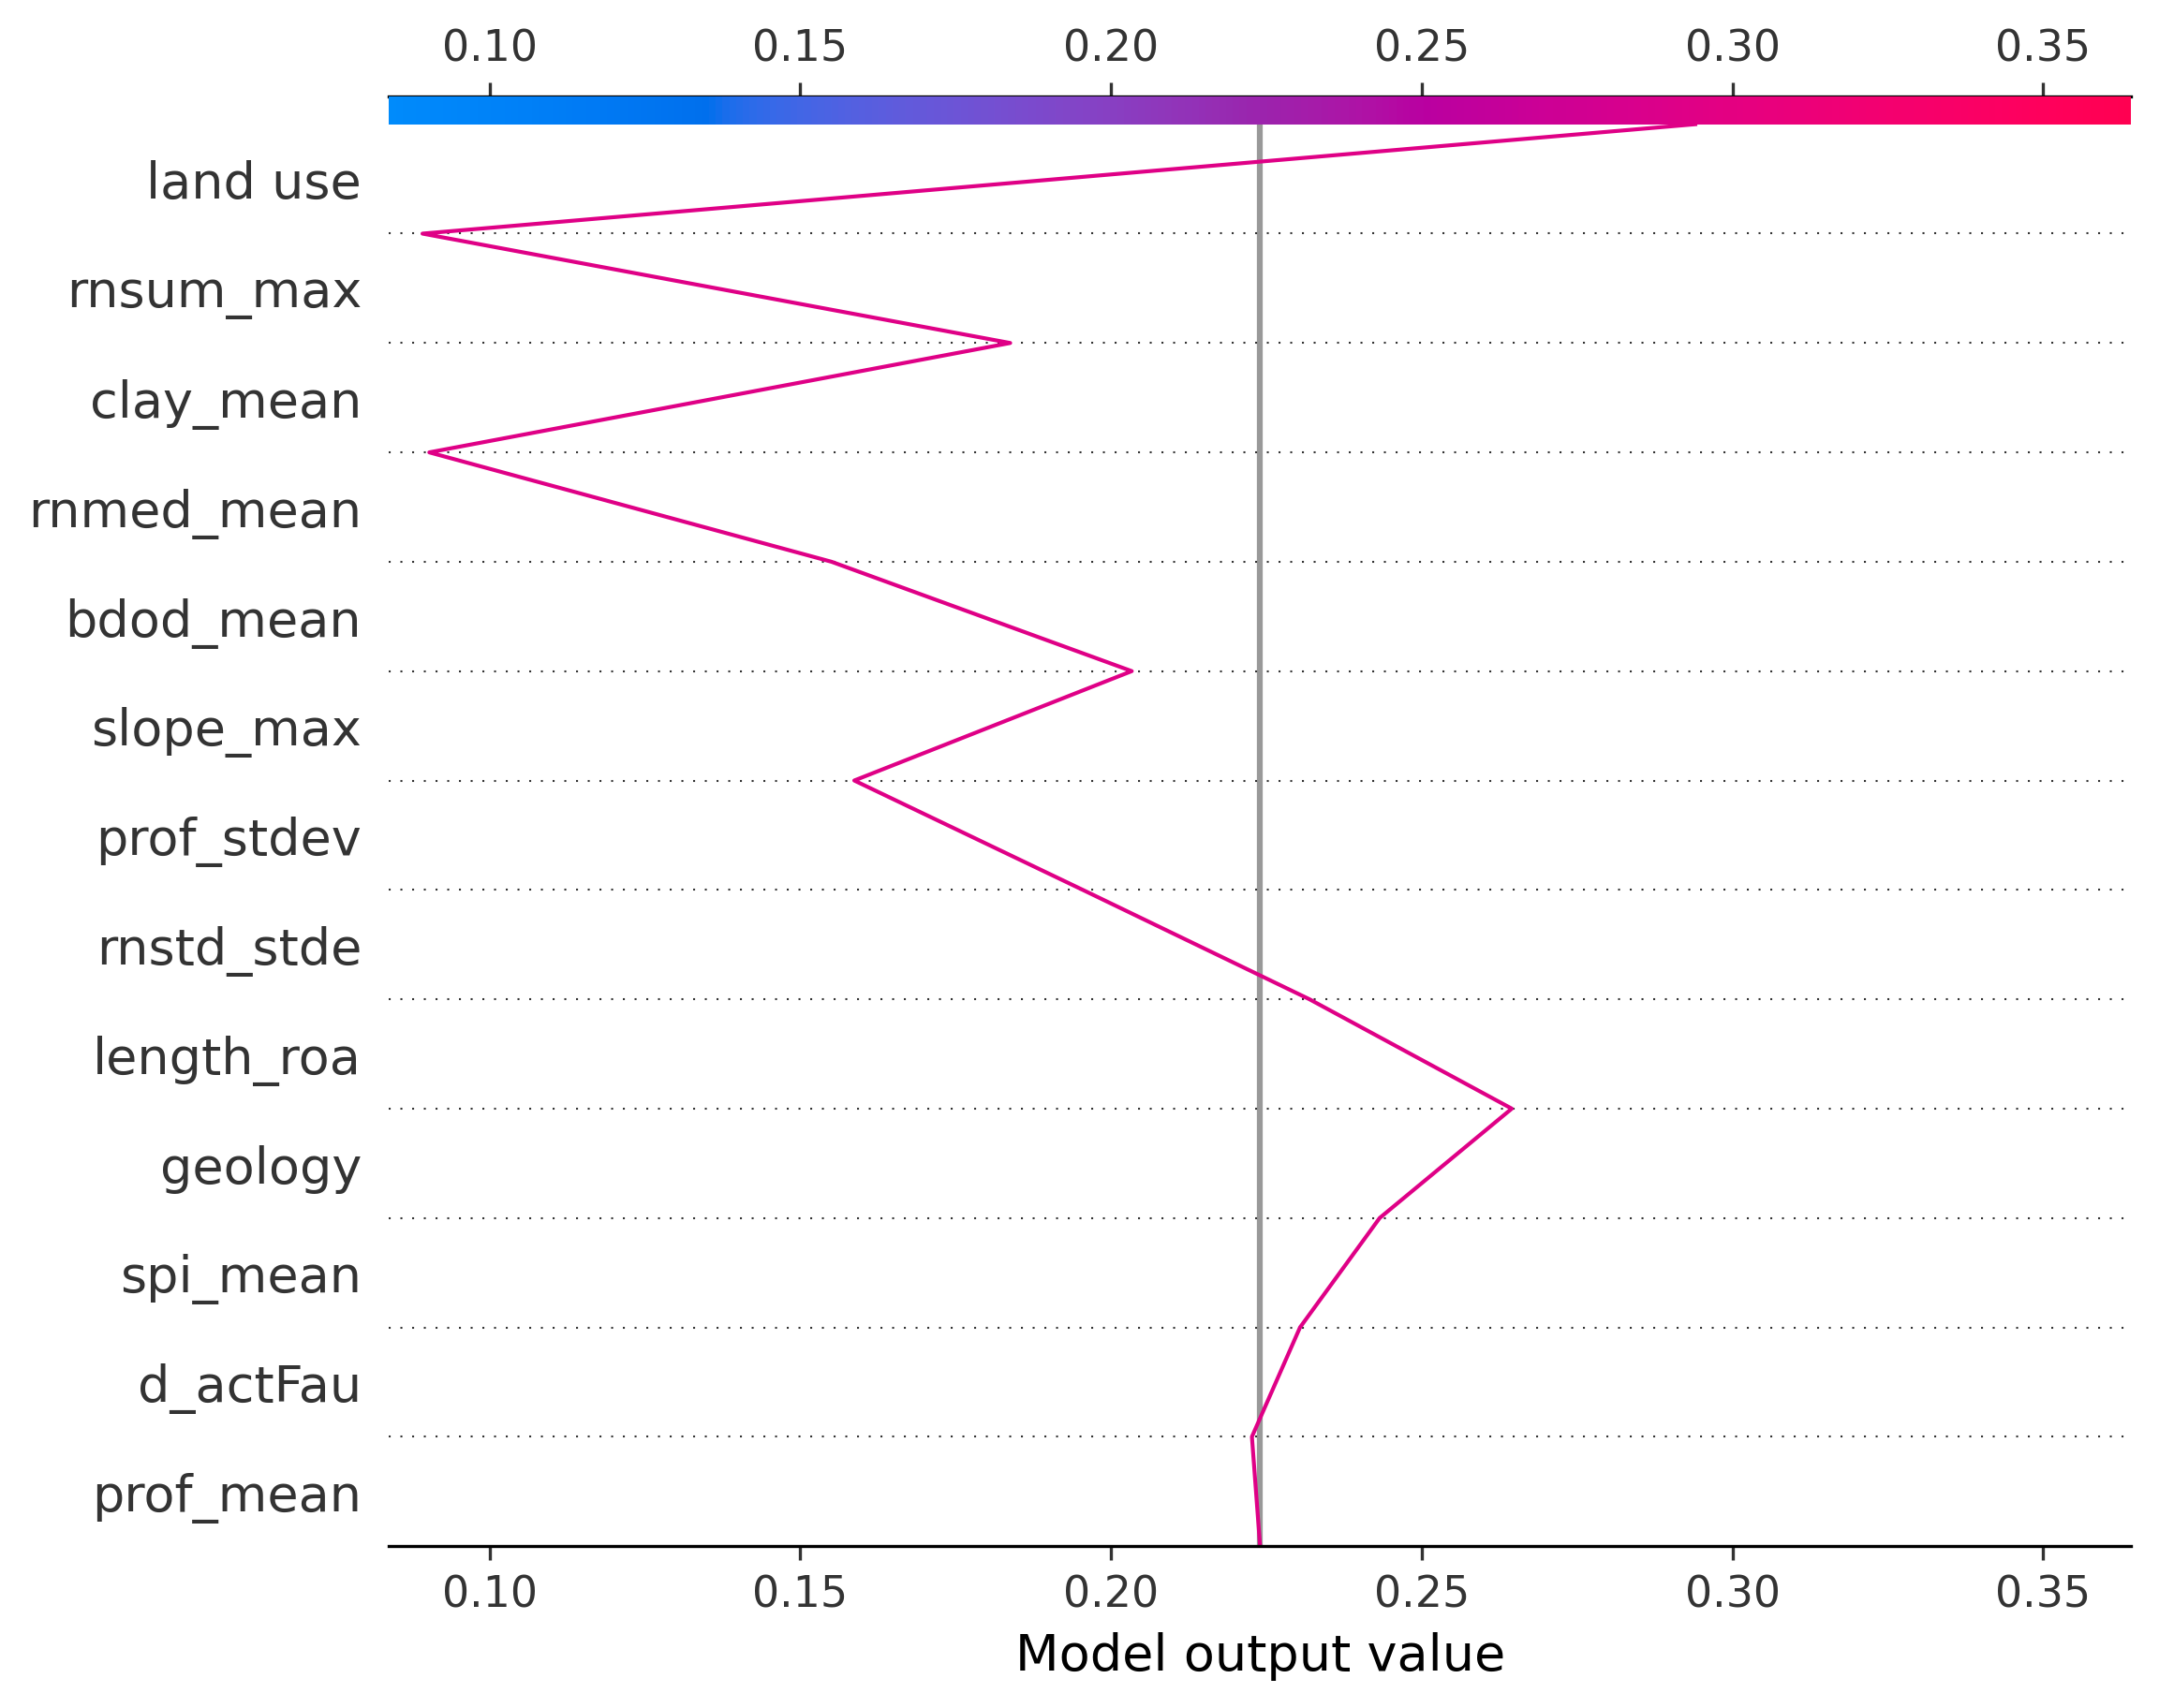 0.10 0.15 0.20 0.25 0.30 0.35
land use
rnsum_max
clay_mean
rnmed_mean
bdod_mean
slope_max
prof_stdev
rnstd_stde
length_roa
geology
spi_mean
d_actFau
prof_mean
0.10 0.15 0.20 0.25 0.30 0.35
Model output value